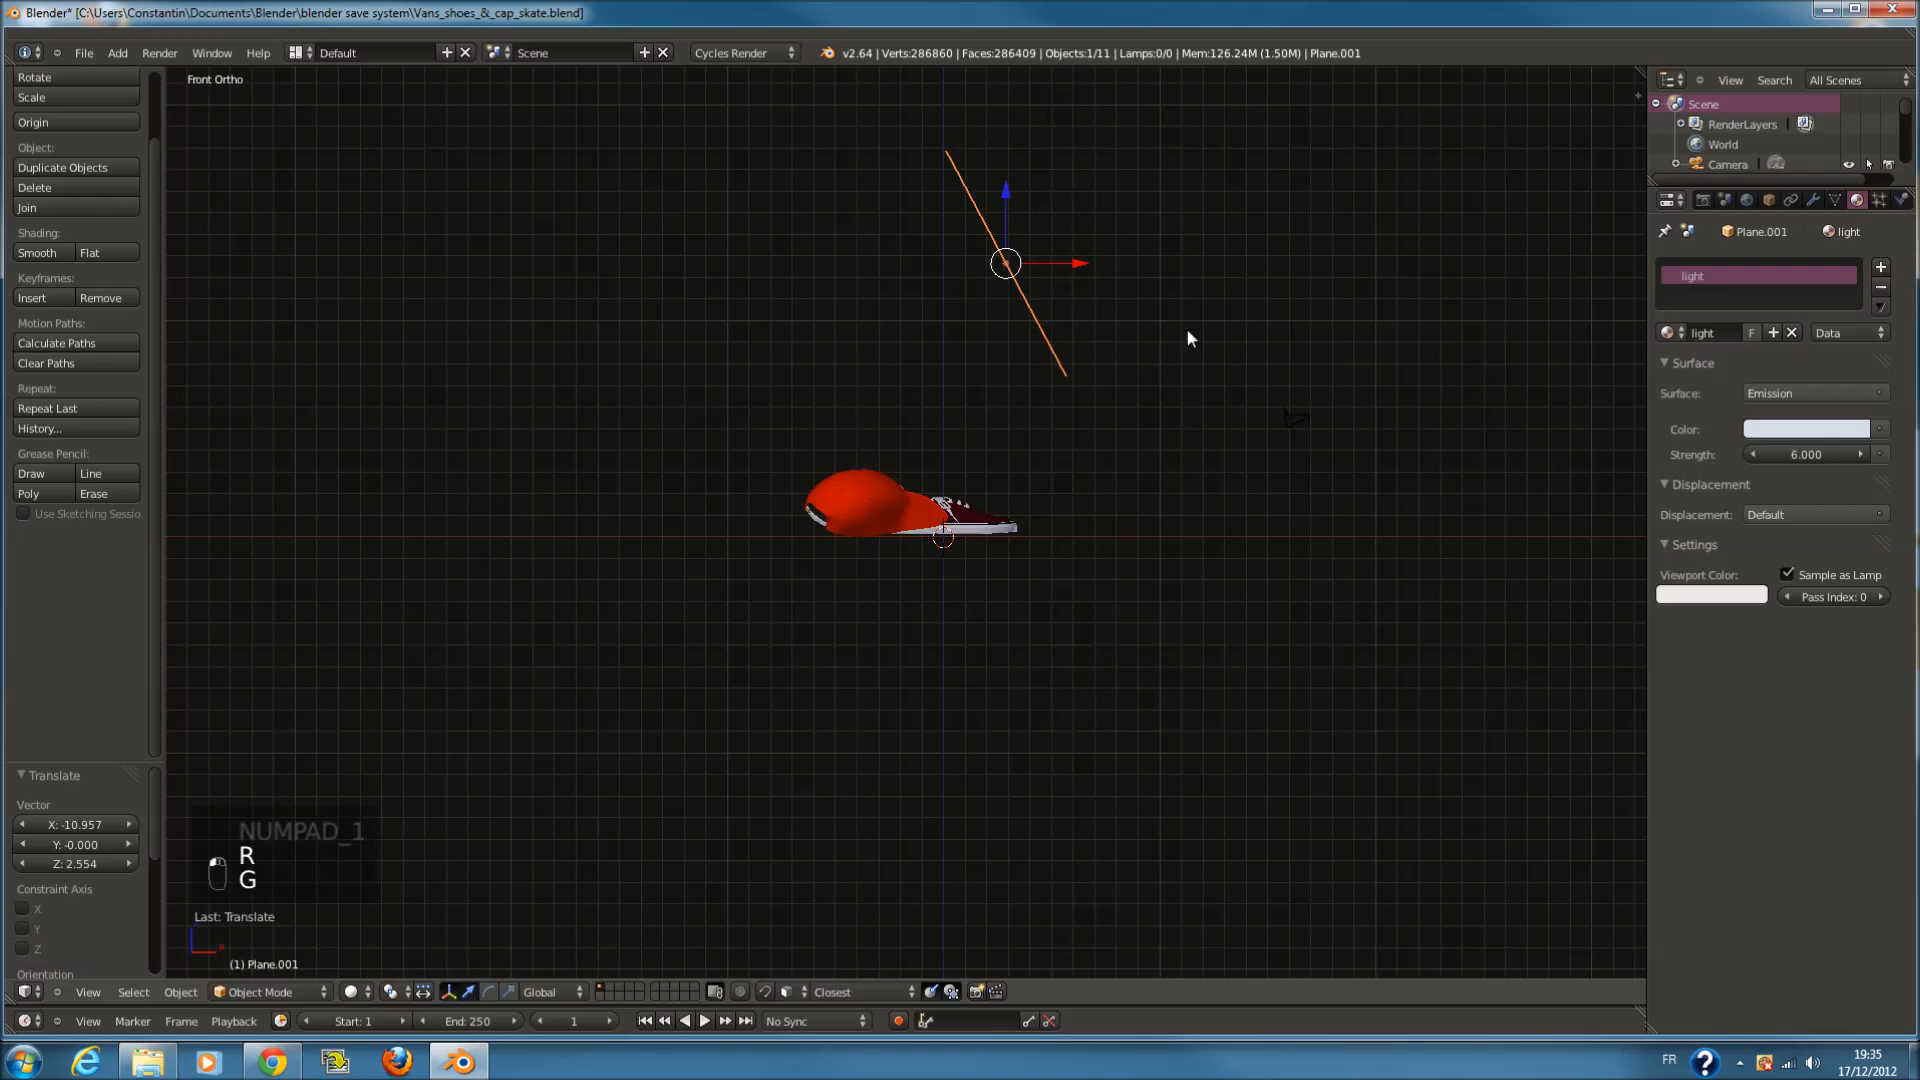 Blender* [C:\Users\Constantin\Documents\Blender\blender save system\Vans_shoes_&_cap_skate.blend]
File Add Render Window Help Default Scene Cycles Render v2.64 | Verts:286860 | Faces:286409 | Objects:1/11 | Lamps:0/0 | Mem:126.24M (1.50M) | Plane.001
Rotate
Scale
Origin
Object:
Duplicate Objects
Delete
Join
Shading:
Smooth Flat
Keyframes:
Insert Remove
Motion Paths:
Calculate Paths
Clear Paths
Repeat:
Repeat Last
History...
Grease Pencil:
Draw Line
Poly Erase
Use Sketching Sessio
Translate
Vector
X: -10.957
Y: -0.000
Z: 2.554
Constraint Axis
X
Y
Z
Orientation
Front Ortho
NUMPAD_1
R
G
Last: Translate
(1) Plane.001
View Search All Scenes
Scene
RenderLayers
World
Camera
Plane.001 light
light
light F Data
Surface
Surface: Emission
Color:
Strength: 6.000
Displacement
Displacement: Default
Settings
Viewport Color: Sample as Lamp
Pass Index: 0
View Select Object Object Mode Global Closest
View Marker Frame Playback Start: 1 End: 250 1 No Sync
FR
19:35
17/12/2012